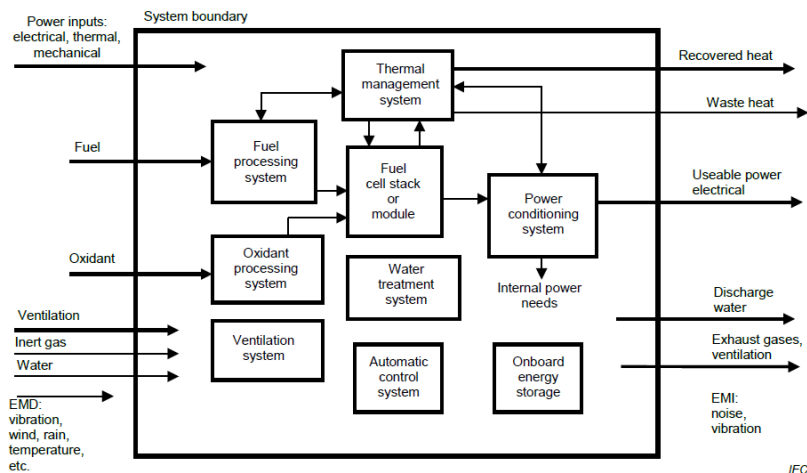 System boundary
Power inputs:
electrical, thermal,
mechanical
Recovered heat
Thermal
management
system
Waste heat
Fuel
Fuel
processing
system
Fuel
cell stack
or
module
Useable power
electrical
Power
conditioning
system
Oxidant
Oxidant
processing
system
Water
treatment
system
Internal power
needs
Discharge
water
Ventilation
Inert gas
Water
Ventilation
system
Automatic
control
system
Onboard
energy
storage
Exhaust gases,
ventilation
EMD:
vibration,
wind, rain,
temperature,
etc.
EMI:
noise,
vibration
IEC